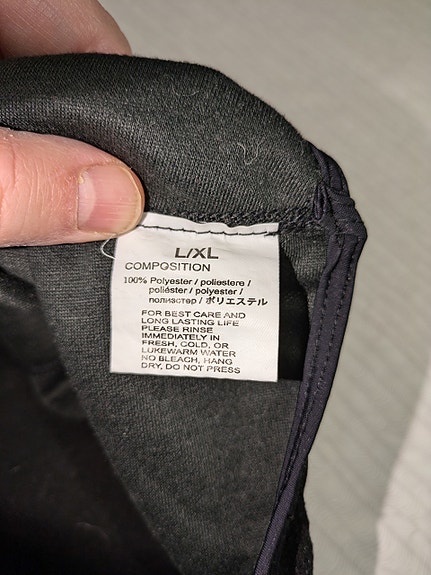 L/XL
COMPOSITION
100% Polyester / poliestere /
poliéster / polyester /
полиэстер / ポリエステル
FOR BEST CARE AND
LONG LASTING LIFE
PLEASE RINSE
IMMEDIATELY IN
FRESH, COLD, OR
LUKEWARM WATER
NO BLEACH, HANG
DRY, DO NOT PRESS